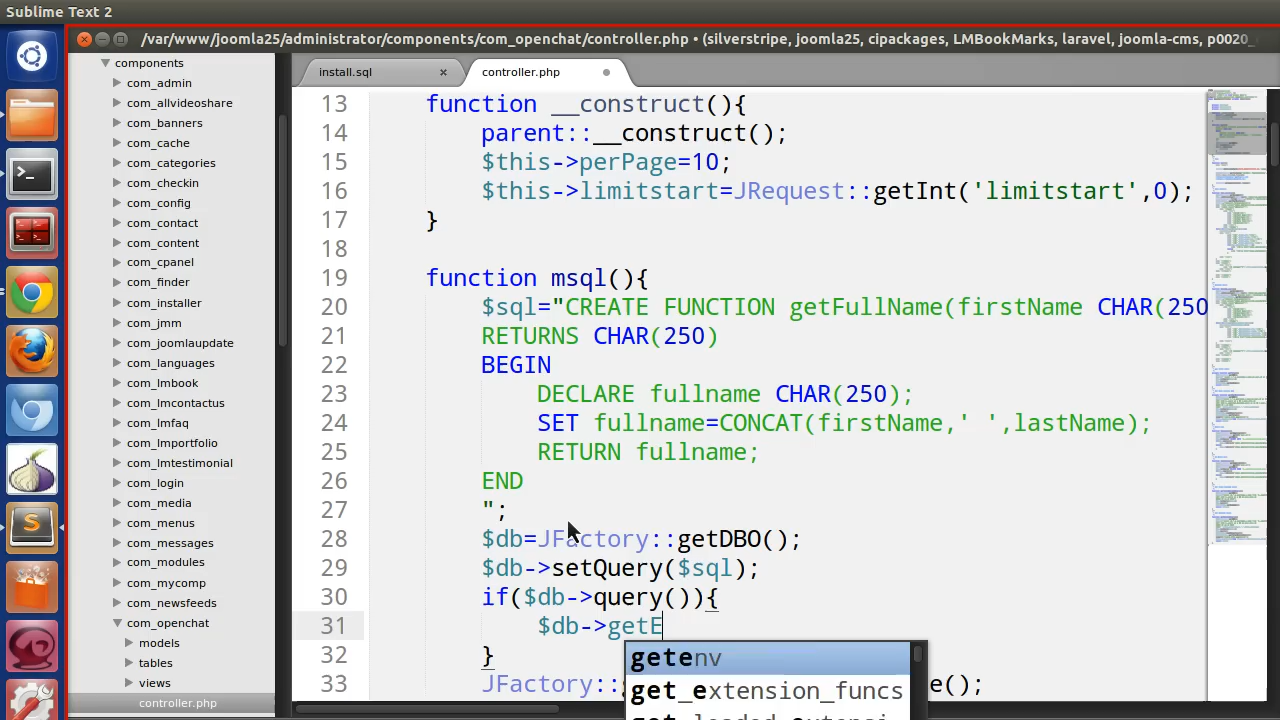 Sublime Text 2
/var/www/joomla25/administrator/components/com_openchat/controller.php • (silverstripe, joomla25, cipackages, LMBookMarks, laravel, joomla-cms, p0020_
components
com_admin
com_allvideoshare
com_banners
com_cache
com_categories
com_checkin
com_config
com_contact
com_content
com_cpanel
com_finder
com_installer
com_jmm
com_joomlaupdate
com_languages
com_lmbook
com_lmcontactus
com_lmfaq
com_lmportfolio
com_lmtestimonial
com_login
com_media
com_menus
com_messages
com_modules
com_mycomp
com_newsfeeds
com_openchat
models
tables
views
controller.php
install.sql ×
controller.php
13 function __construct(){
14 parent::__construct();
15 $this->perPage=10;
16 $this->limitstart=JRequest::getInt('limitstart',0);
17 }
18
19 function msql(){
20 $sql="CREATE FUNCTION getFullName(firstName CHAR(250
21 RETURNS CHAR(250)
22 BEGIN
23 DECLARE fullname CHAR(250);
24 SET fullname=CONCAT(firstName,' ',lastName);
25 RETURN fullname;
26 END
27 ";
28 $db=JFactory::getDBO();
29 $db->setQuery($sql);
30 if($db->query()){
31 $db->getE
32 }
33 JFactory::g e();
getenv
get_extension_funcs